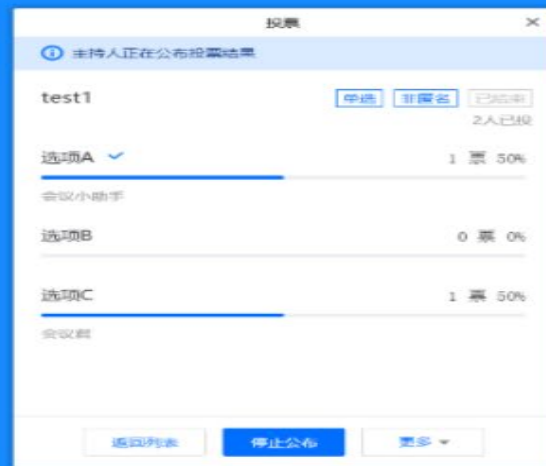 投票
主持人正在公布投票结果
test1 单选 非匿名 已结束
2人已投
选项A 1 票 50%
会议小助手
选项B 0 票 0%
选项C 1 票 50%
会议君
返回列表 停止公布 更多